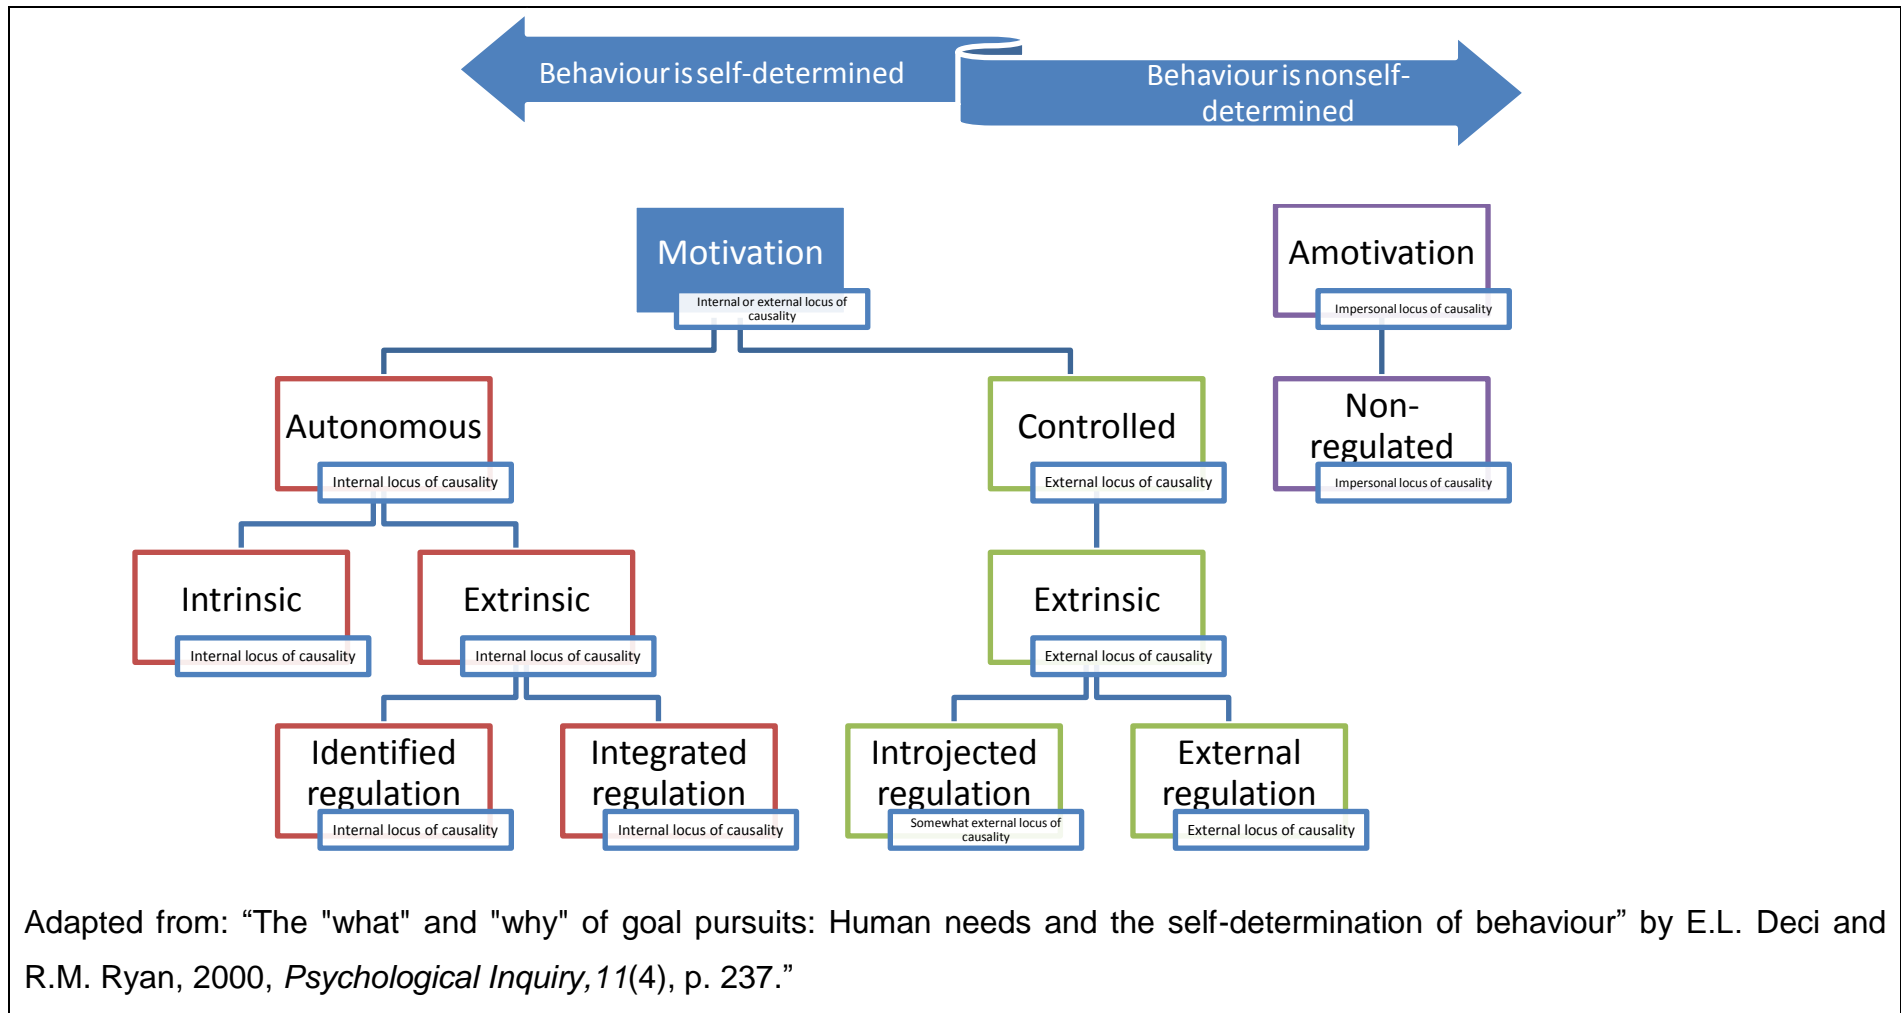 Behaviour is self-determined
Behaviour is nonself-
determined
Motivation
Internal or external locus of
causality
Amotivation
Impersonal locus of causality
Autonomous
Internal locus of causality
Controlled
External locus of causality
Non-
regulated
Impersonal locus of causality
Intrinsic
Internal locus of causality
Extrinsic
Internal locus of causality
Extrinsic
External locus of causality
Identified
regulation
Internal locus of causality
Integrated
regulation
Internal locus of causality
Introjected
regulation
Somewhat external locus of
causality
External
regulation
External locus of causality
Adapted from: “The "what" and "why" of goal pursuits: Human needs and the self-determination of behaviour” by E.L. Deci and
R.M. Ryan, 2000, Psychological Inquiry,11(4), p. 237.”